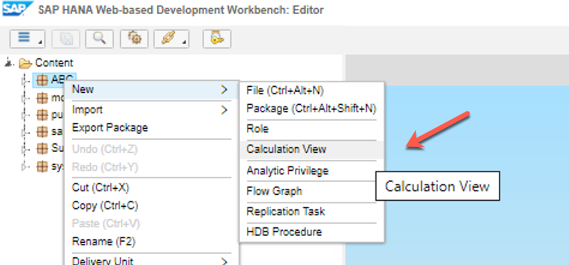 SAP SAP HANA Web-based Development Workbench: Editor
Content
ABC
mo
pu
sa
Su
sys
New
Import
Export Package
Undo (Ctrl+Z)
Redo (Ctrl+Y)
Cut (Ctrl+X)
Copy (Ctrl+C)
Paste (Ctrl+V)
Rename (F2)
Delivery Unit
File (Ctrl+Alt+N)
Package (Ctrl+Alt+Shift+N)
Role
Calculation View
Analytic Privilege
Flow Graph
Replication Task
HDB Procedure
Calculation View